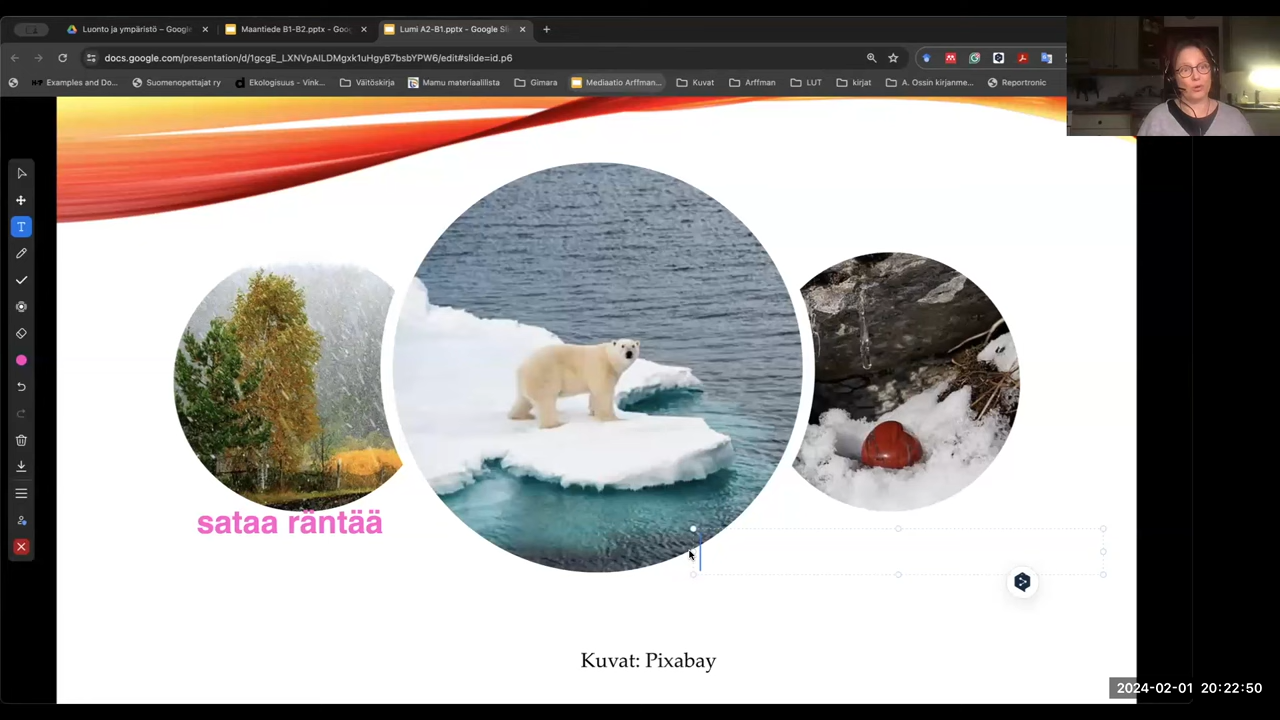 Luonto ja ympäristö – Google
Maantiede B1-B2.pptx - Goog
Lumi A2-B1.pptx - Google Sli
docs.google.com/presentation/d/1gcgE_LXNVpAILDMgxk1uHgyB7bsbYPW6/edit#slide=id.p6
Examples and Do...
Suomenopettajat ry
Ekologisuus - Vink...
Väitöskirja
Mamu materiaalilista
Gimara
Mediaatio Arffman...
Kuvat
Arffman
LUT
kirjat
A. Ossin kirjanme...
Reportronic
T
sataa räntää
Kuvat: Pixabay
2024-02-01 20:22:50